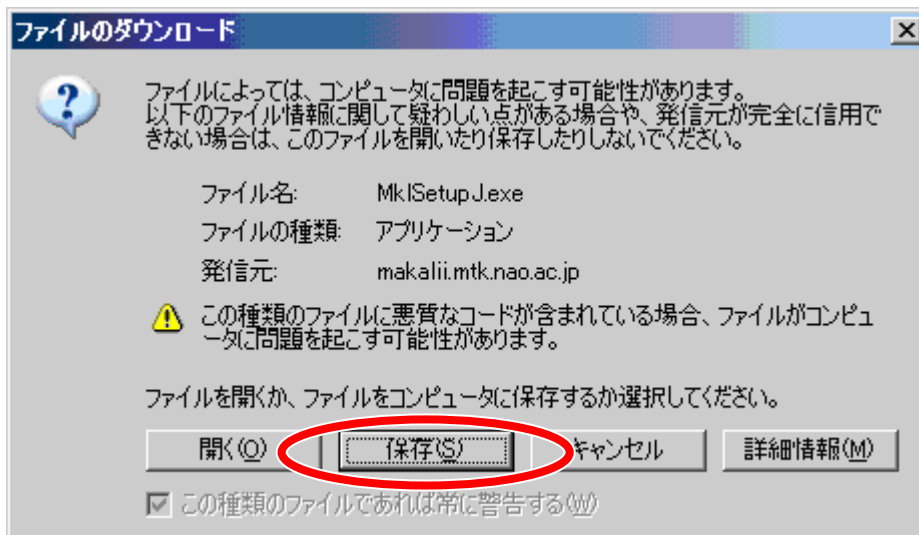 ファイルのダウンロード
ファイルによっては、コンピュータに問題を起こす可能性があります。
以下のファイル情報に関して疑わしい点がある場合や、発信元が完全に信用で
きない場合は、このファイルを開いたり保存したりしないでください。
ファイル名: MklSetupJ.exe
ファイルの種類: アプリケーション
発信元: makalii.mtk.nao.ac.jp
この種類のファイルに悪質なコードが含まれている場合、ファイルがコンピュ
ータに問題を起こす可能性があります。
ファイルを開くか、ファイルをコンピュータに保存するか選択してください。
開く(O) 保存(S) キャンセル 詳細情報(M)
この種類のファイルであれば常に警告する(W)